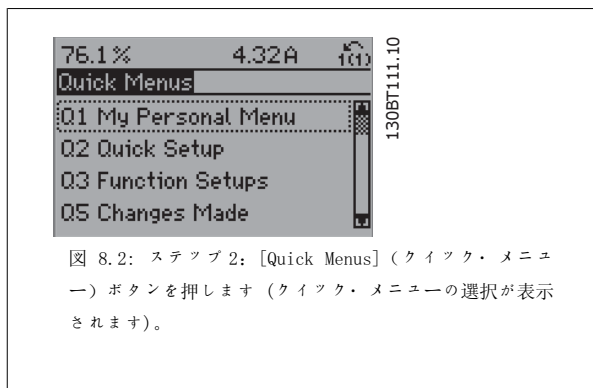 76.1% 4.32A 1(1)
Quick Menus
Q1 My Personal Menu
Q2 Quick Setup
Q3 Function Setups
Q5 Changes Made
130BT111.10
図 8.2: ステップ 2: [Quick Menus] (クイック・ メニュ
ー) ボタンを押します (クイック・ メニューの選択が表示
されます)。